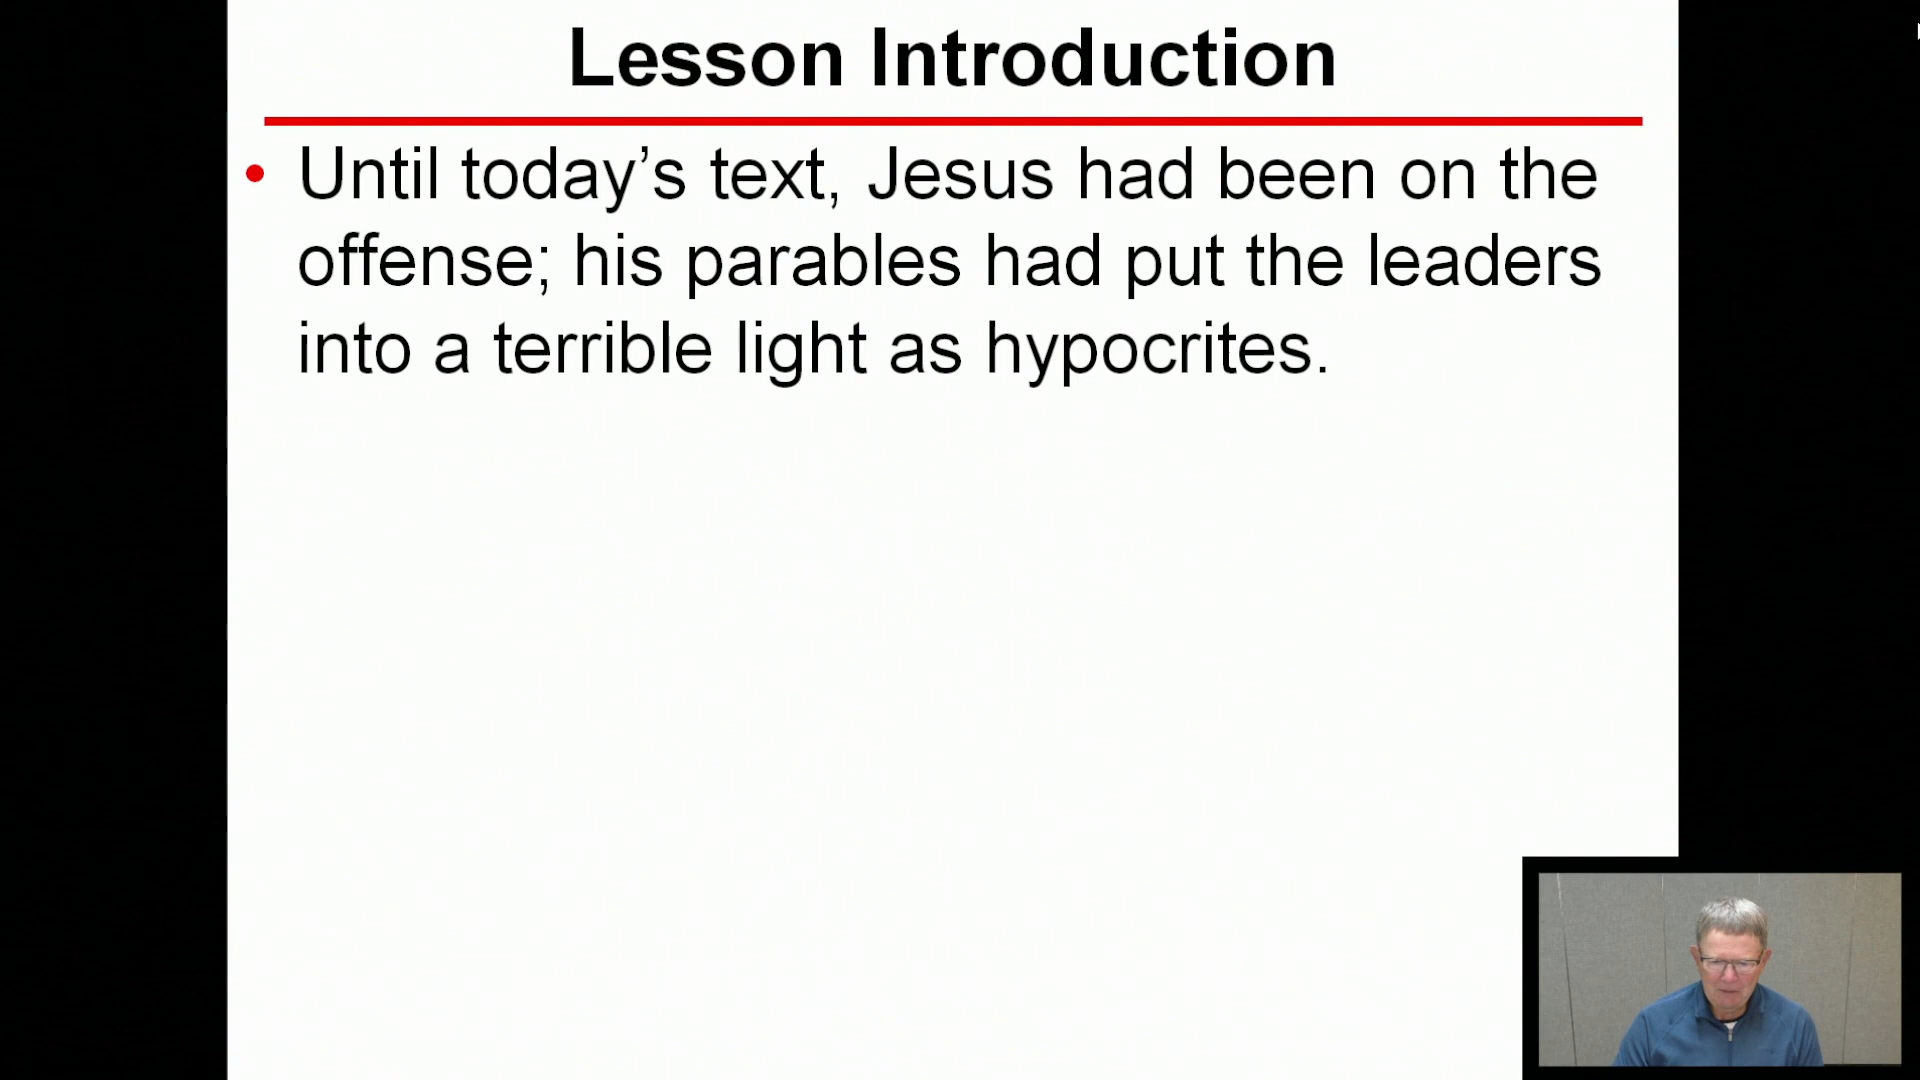 Lesson Introduction
• Until today’s text, Jesus had been on the
offense; his parables had put the leaders
into a terrible light as hypocrites.